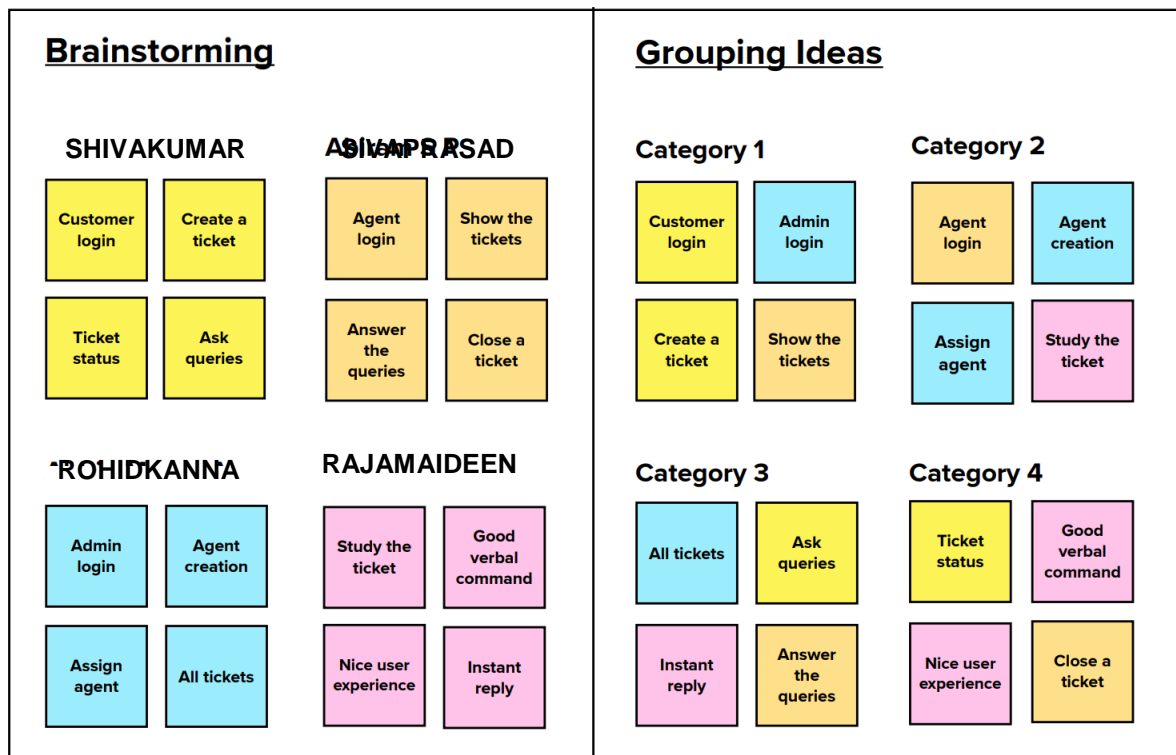 Brainstorming
SHIVAKUMAR
SIVAPRASAD
Customer
login
Create a
ticket
Agent
login
Show the
tickets
Ticket
status
Ask
queries
Answer
the
queries
Close a
ticket
ROHIDKANNA
RAJAMAIDEEN
Admin
login
Agent
creation
Study the
ticket
Good
verbal
command
Assign
agent
All tickets
Nice user
experience
Instant
reply
Grouping Ideas
Category 1
Category 2
Customer
login
Admin
login
Agent
login
Agent
creation
Create a
ticket
Show the
tickets
Assign
agent
Study the
ticket
Category 3
Category 4
All tickets
Ask
queries
Ticket
status
Good
verbal
command
Instant
reply
Answer
the
queries
Nice user
experience
Close a
ticket